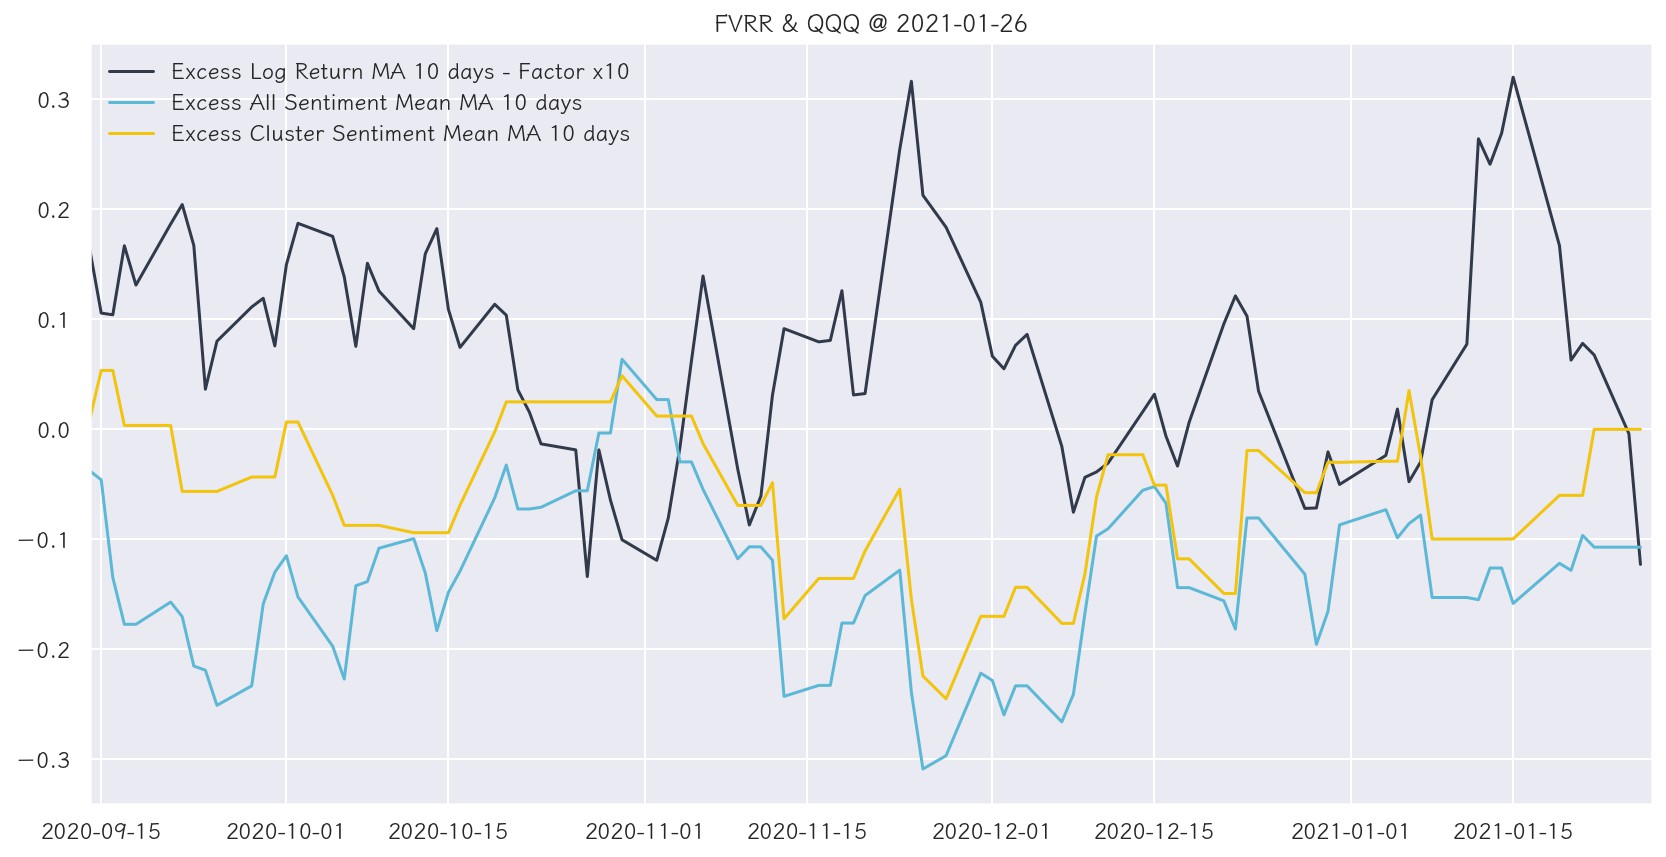 FVRR & QQQ @ 2021-01-26
Excess Log Return MA 10 days - Factor x10
Excess All Sentiment Mean MA 10 days
Excess Cluster Sentiment Mean MA 10 days
0.3
0.2
0.1
0.0
−0.1
−0.2
−0.3
2020-09-15 2020-10-01 2020-10-15 2020-11-01 2020-11-15 2020-12-01 2020-12-15 2021-01-01 2021-01-15